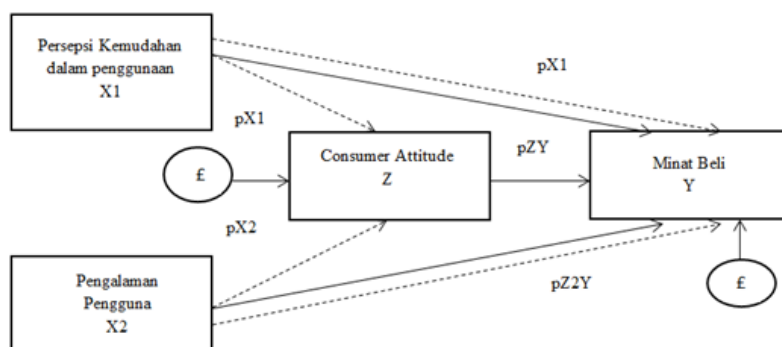 Persepsi Kemudahan
dalam penggunaan
X1
pX1
pX1
Consumer Attitude
Z
pZY
Minat Beli
Y
£
pX2
Pengalaman
Pengguna
X2
pZ2Y
£